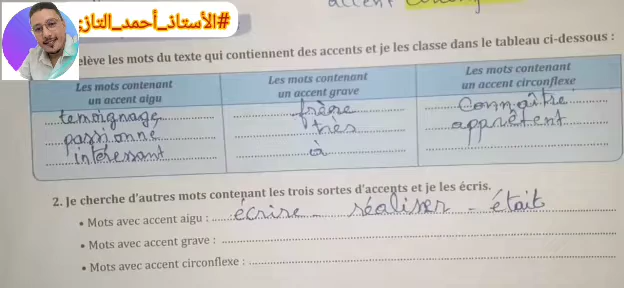 accent
#الأستاذ_أحمد_التاز
elève les mots du texte qui contiennent des accents et je les classe dans le tableau ci-dessous :
Les mots contenant un accent aigu
Les mots contenant un accent grave
Les mots contenant un accent circonflexe
temoignage
passionné
intéressant
frère
très
à
Connaître
apprêtent
2. Je cherche d'autres mots contenant les trois sortes d'accents et je les écris.
• Mots avec accent aigu : écrire - réaliser - était
• Mots avec accent grave :
• Mots avec accent circonflexe :